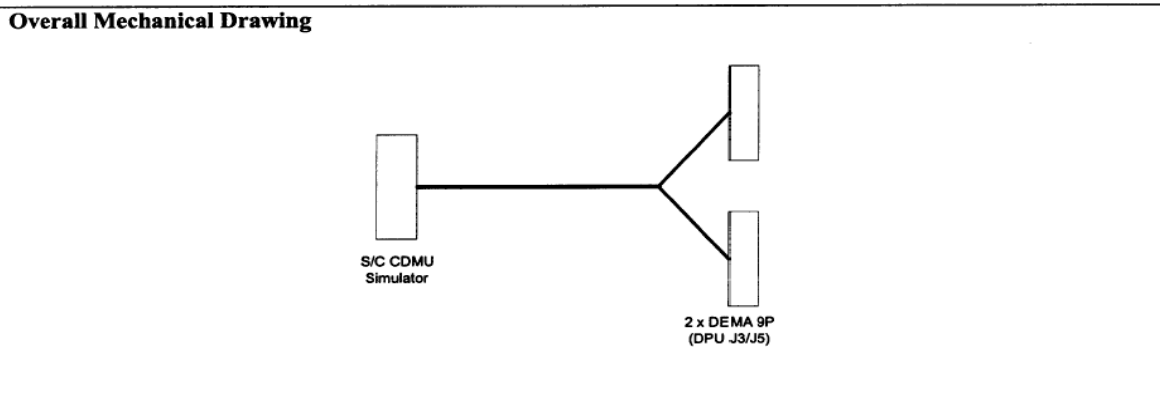 Overall Mechanical Drawing
S/C CDMU
Simulator
2 x DEMA 9P
(DPU J3/J5)